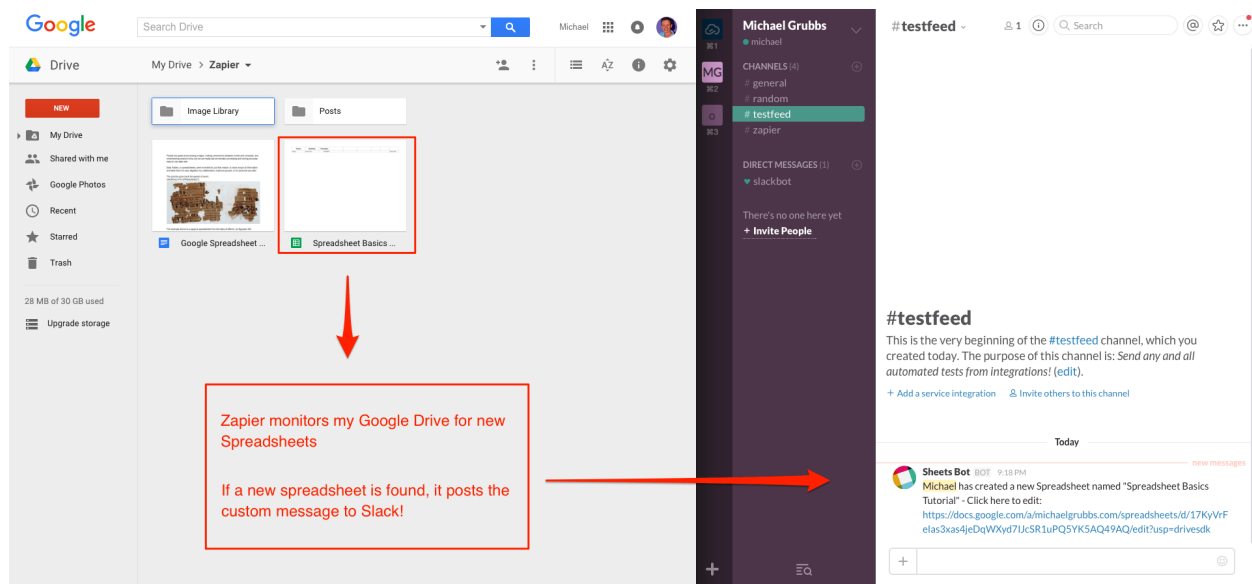 Google
Search Drive
Michael
Drive
My Drive > Zapier
AZ
NEW
My Drive
Shared with me
Google Photos
Recent
Starred
Trash
28 MB of 30 GB used
Upgrade storage
Image Library
Posts
Google Spreadsheet ...
Spreadsheet Basics ...
Zapier monitors my Google Drive for new
Spreadsheets
If a new spreadsheet is found, it posts the
custom message to Slack!
⌘1
MG
⌘2
o
⌘3
Michael Grubbs
michael
CHANNELS (4)
# general
# random
# testfeed
# zapier
DIRECT MESSAGES (1)
slackbot
There's no one here yet
+ Invite People
#testfeed
1
Search
@
#testfeed
This is the very beginning of the #testfeed channel, which you
created today. The purpose of this channel is: Send any and all
automated tests from integrations! (edit).
+ Add a service integration
Invite others to this channel
Today
new messages
Sheets Bot BOT 9:18 PM
Michael has created a new Spreadsheet named "Spreadsheet Basics
Tutorial" - Click here to edit:
https://docs.google.com/a/michaelgrubbs.com/spreadsheets/d/17KyVrF
eIas3xas4jeDqWXyd7IJcSR1uPQ5YK5AQ49AQ/edit?usp=drivesdk